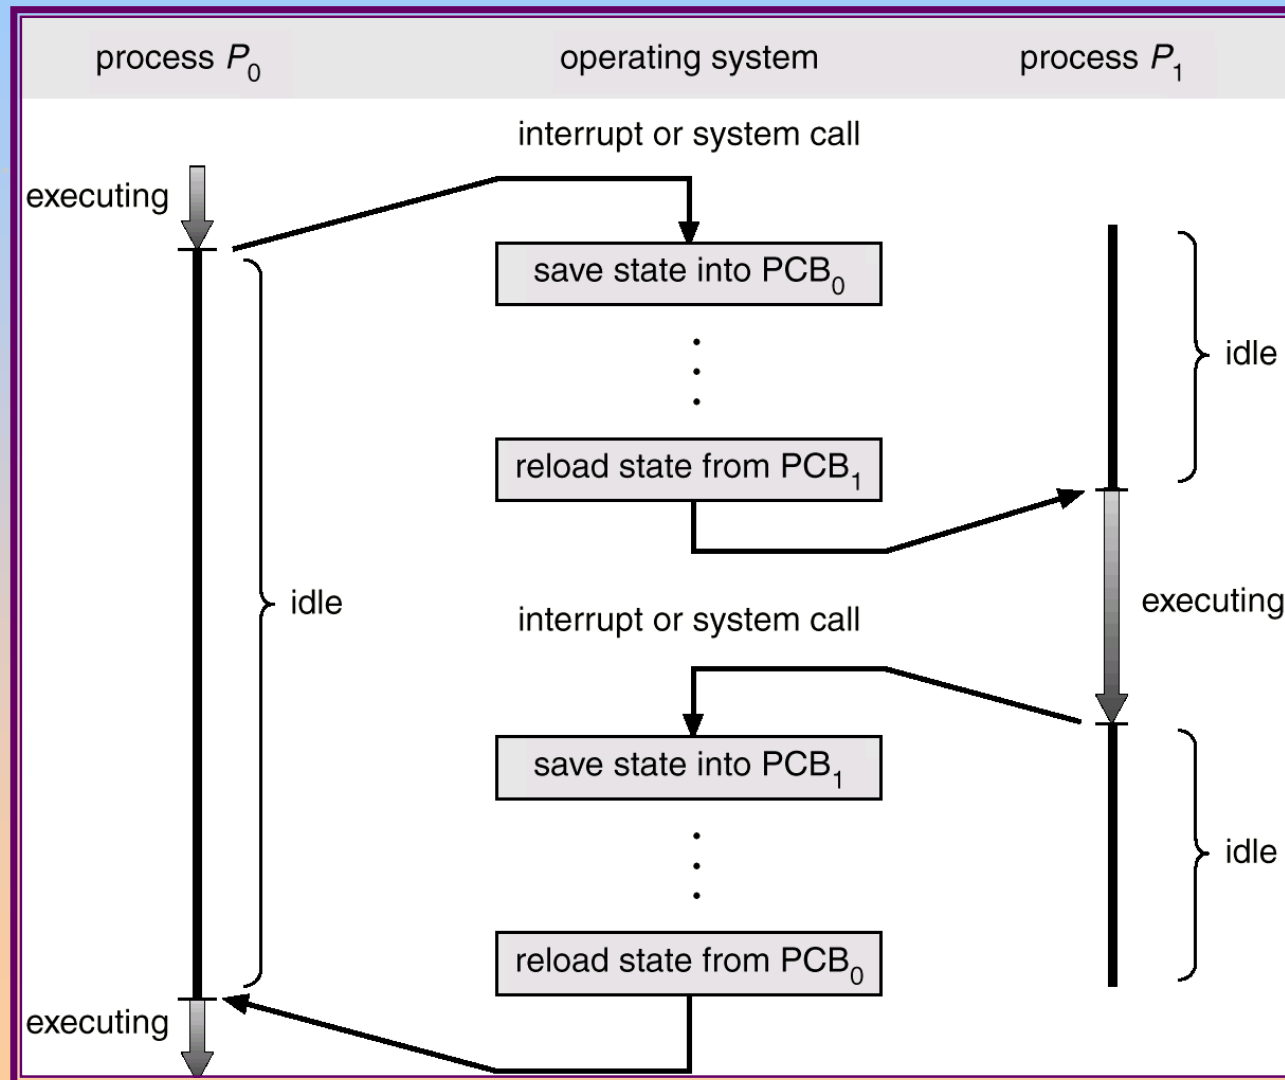 process P₀ operating system process P₁
interrupt or system call
executing
save state into PCB₀
idle
reload state from PCB₁
idle
executing
interrupt or system call
save state into PCB₁
idle
reload state from PCB₀
executing